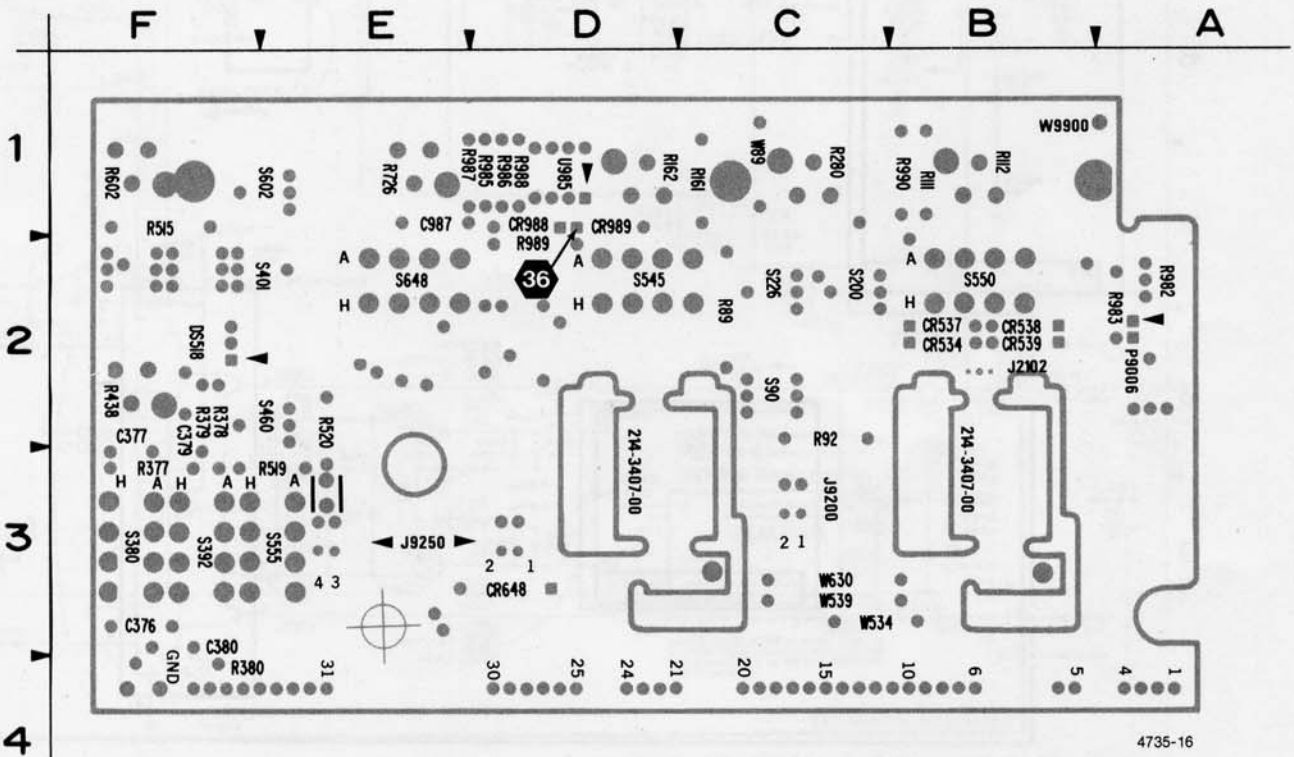 F E D C B A
1
W9900
R602
S602
R726
R987
R985
R986
R988
U985
R162
R161
W89
R280
R990
R111
R112
R515
C987
CR988
CR989
R989
36
A
S648
H
A
S545
H
R89
S226
S200
A
S550
H
R982
R983
S401
2
DS518
CR537
CR538
CR534
CR539
J2102
P9006
R438
C377
C379
R379
R378
S460
R520
S90
R92
R377
R519
H A H A H A
214-3407-00
J9200
214-3407-00
3
S380
S392
S555
J9250
2 1
4 3
2 1
CR648
W630
W539
W534
C376
C380
GND
R380
31
30
25
24
21
20
15
10
6
5
4
1
4
4735-16